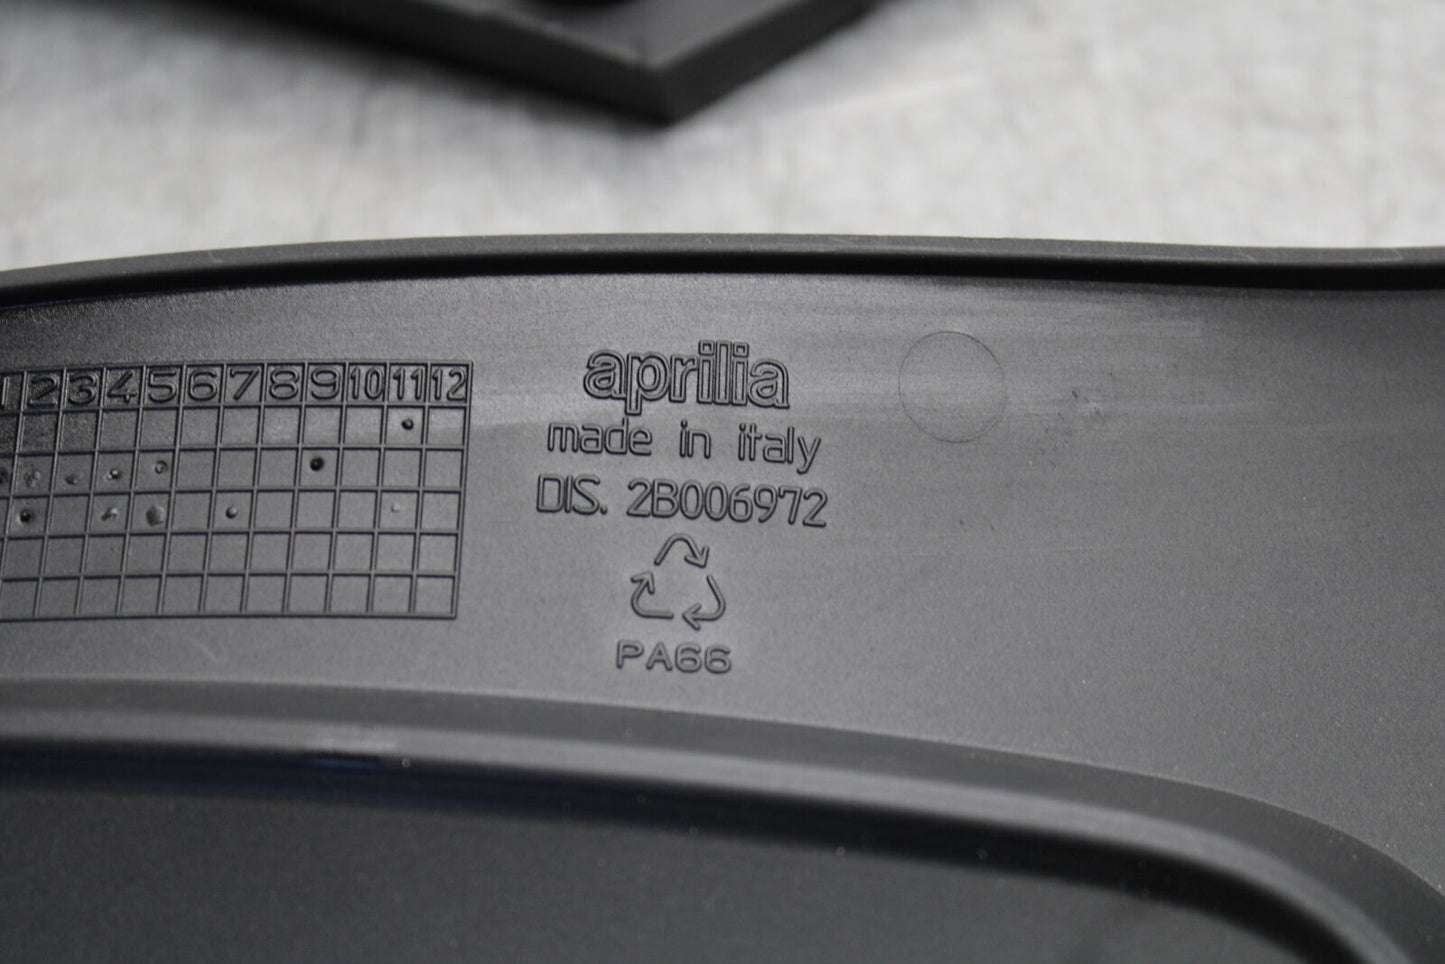 1 2 3 4 5 6 7 8 9 10 11 12
aprilia
made in italy
DIS. 2B006972
PA66